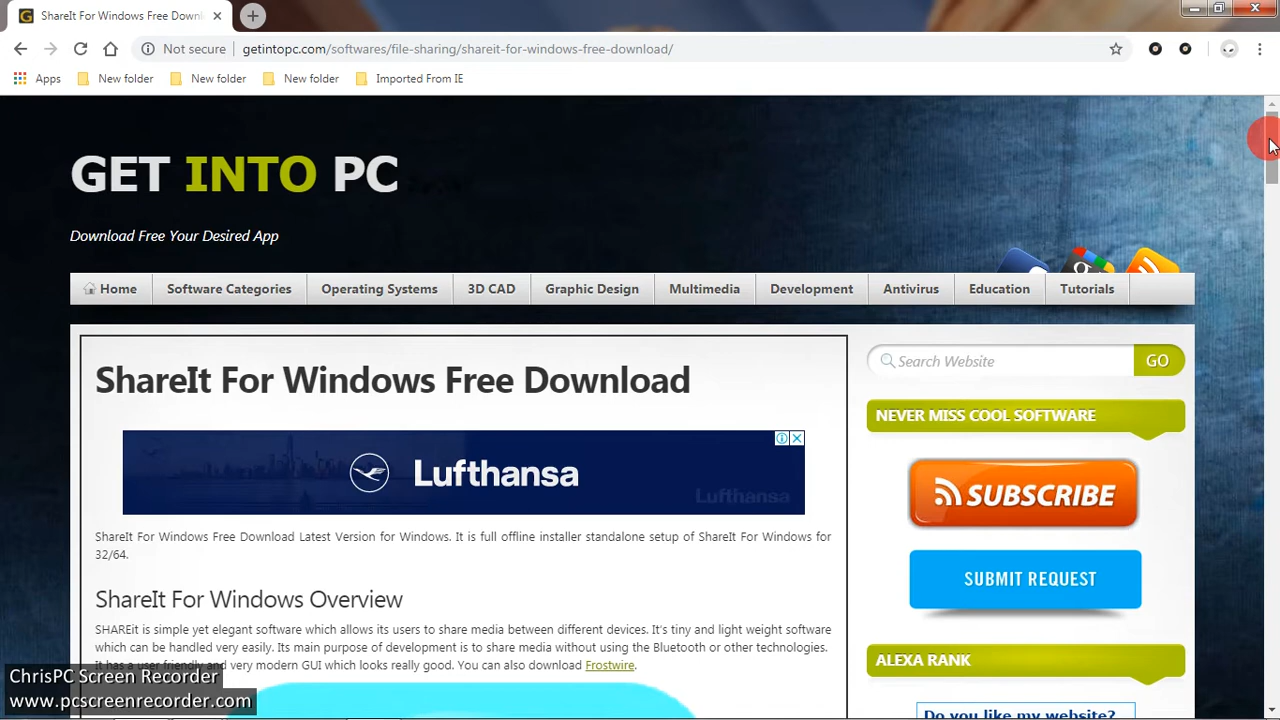 ShareIt For Windows Free Downl
Not secure
getintopc.com/softwares/file-sharing/shareit-for-windows-free-download/
Apps
New folder
New folder
New folder
Imported From IE
GET INTO PC
Download Free Your Desired App
Home
Software Categories
Operating Systems
3D CAD
Graphic Design
Multimedia
Development
Antivirus
Education
Tutorials
ShareIt For Windows Free Download
Search Website
GO
NEVER MISS COOL SOFTWARE
Lufthansa
Lufthansa
SUBSCRIBE
ShareIt For Windows Free Download Latest Version for Windows. It is full offline installer standalone setup of ShareIt For Windows for
32/64.
SUBMIT REQUEST
ShareIt For Windows Overview
SHAREit is simple yet elegant software which allows its users to share media between different devices. It's tiny and light weight software
which can be handled very easily. Its main purpose of development is to share media without using the Bluetooth or other technologies.
It has a user friendly and very modern GUI which looks really good. You can also download Frostwire.
ALEXA RANK
Do you like my website?
ChrisPC Screen Recorder
www.pcscreenrecorder.com